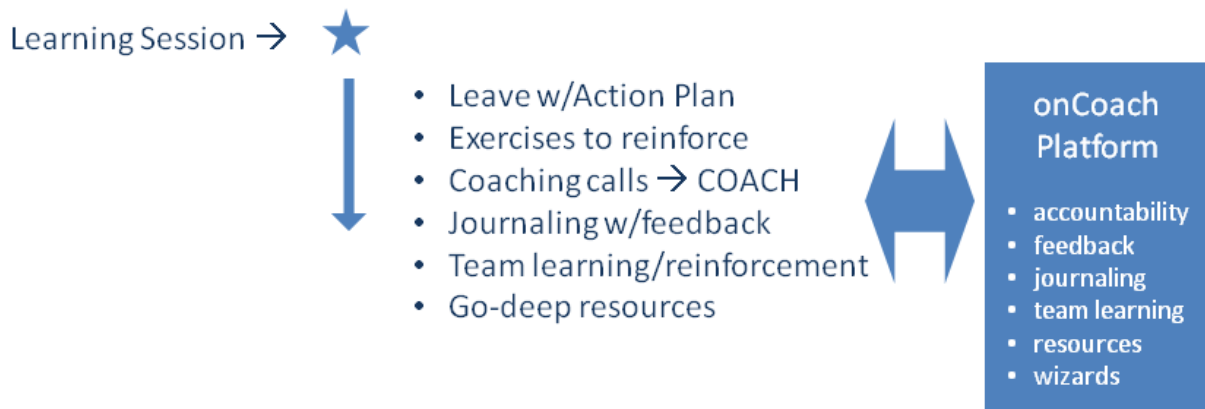 Learning Session →
• Leave w/Action Plan
• Exercises to reinforce
• Coaching calls → COACH
• Journaling w/feedback
• Team learning/reinforcement
• Go-deep resources
onCoach
Platform
• accountability
• feedback
• journaling
• team learning
• resources
• wizards